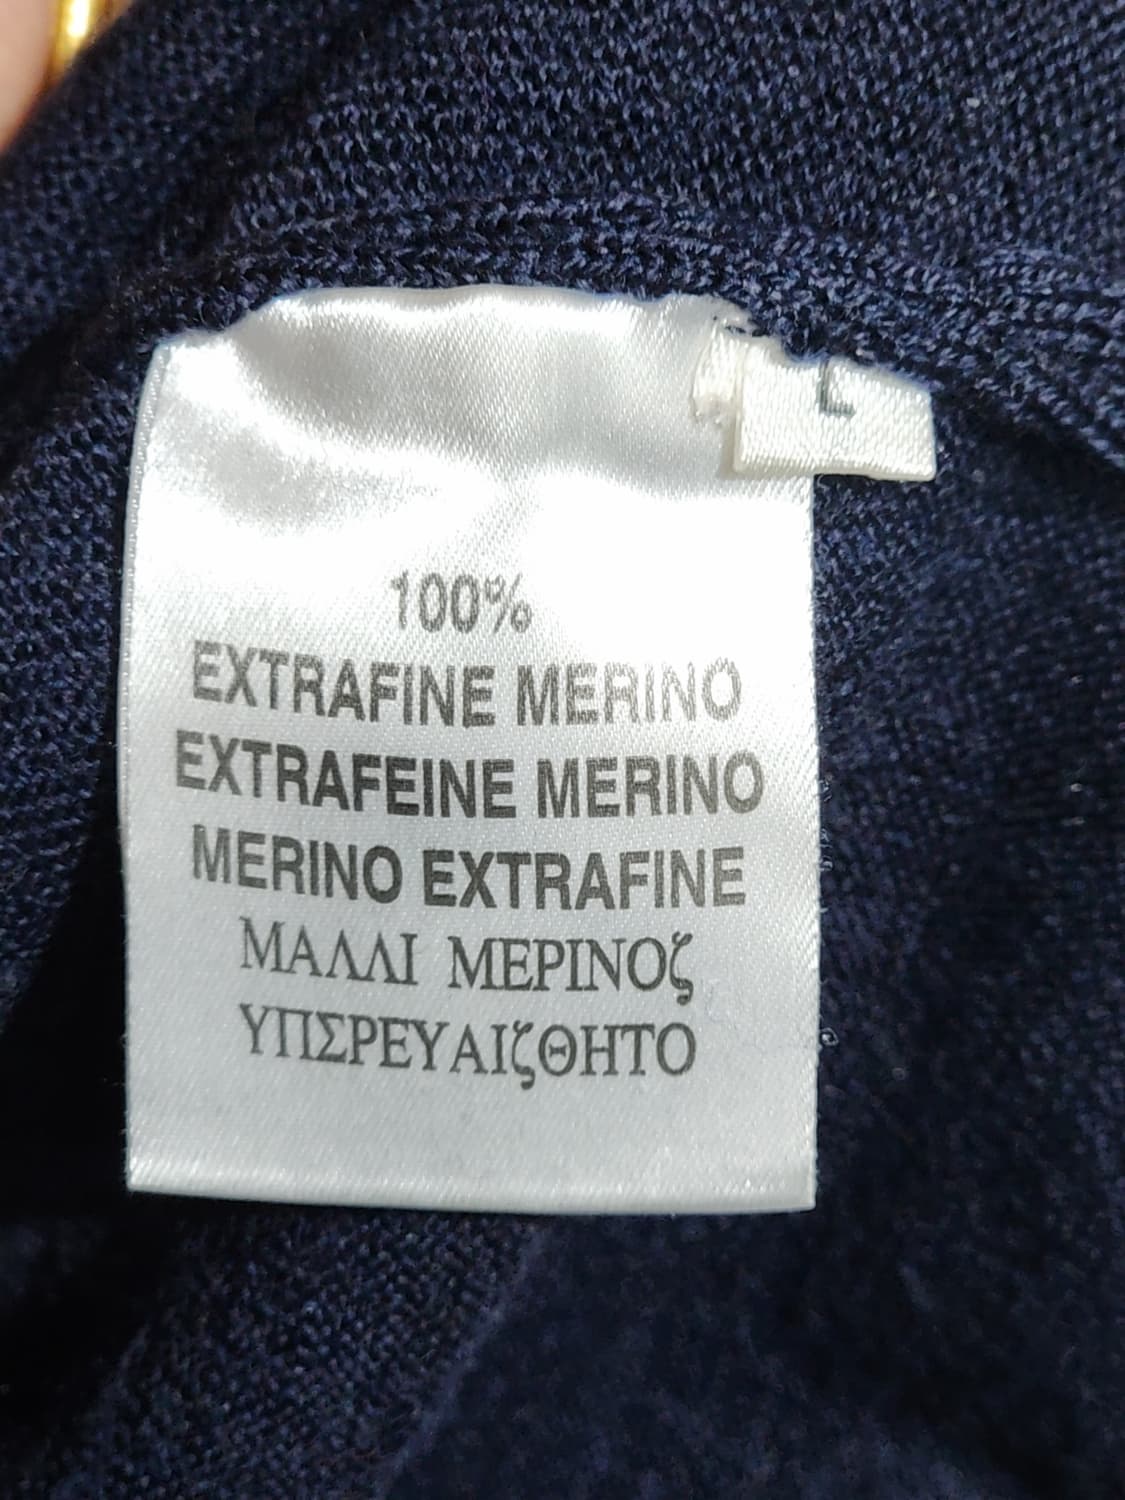 L
100%
EXTRAFINE MERINO
EXTRAFEINE MERINO
MERINO EXTRAFINE
ΜΑΛΛΙ ΜΕΡΙΝΟζ
ΥΠΣΡΕΥΑΙζΘΗΤΟ